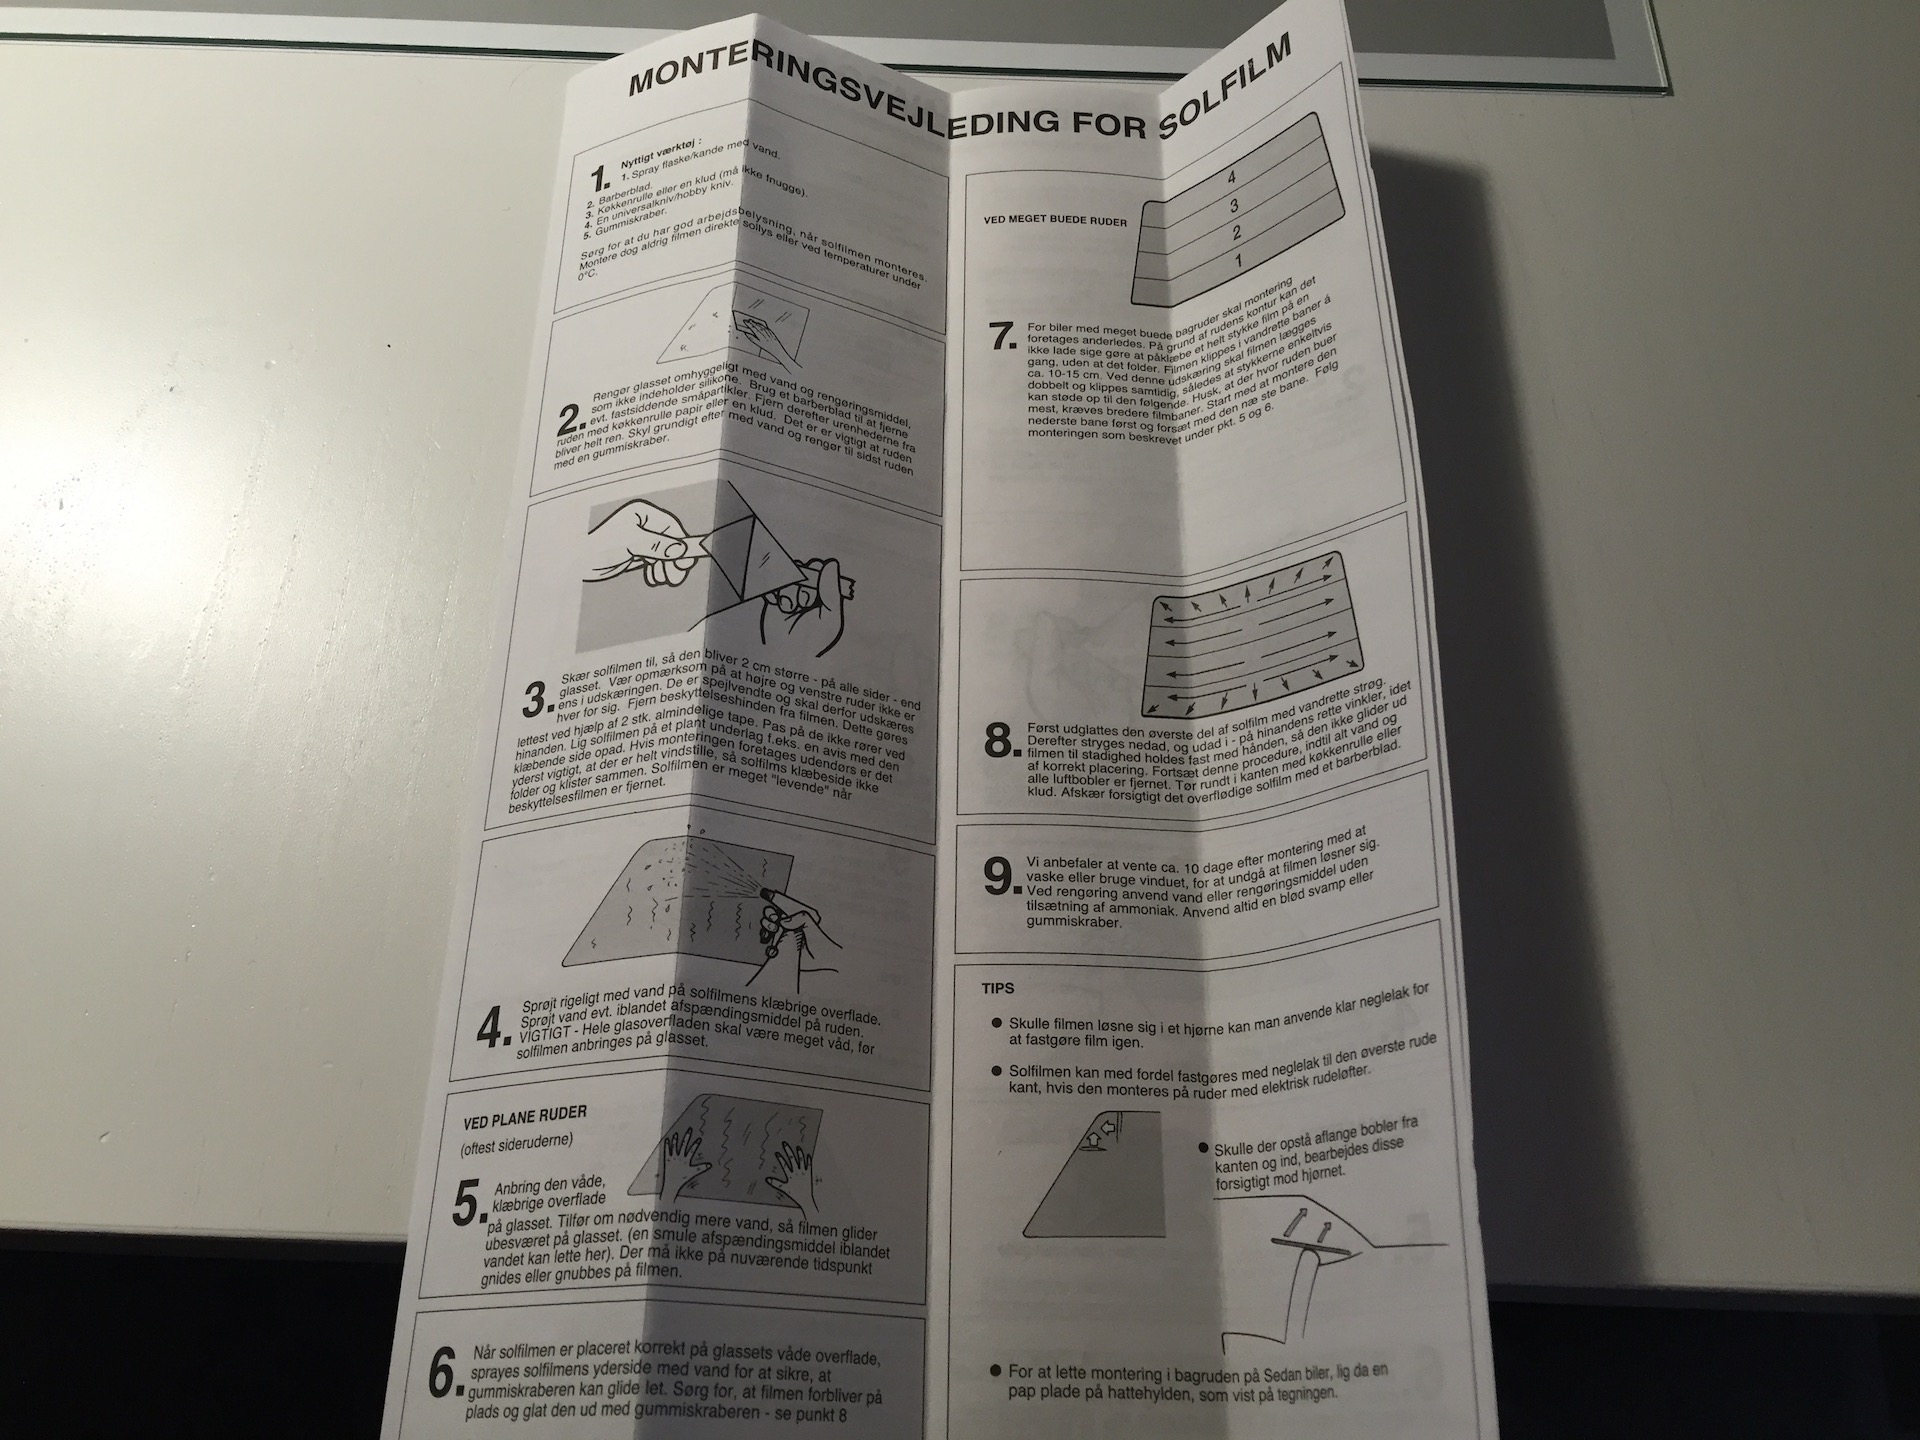 MONTERINGSVEJLEDING FOR SOLFILM
1. Nyttigt værktøj :
1. Spray flaske/kande med vand.
2. Barberblad.
3. Køkkenrulle eller en klud (må ikke fnugge).
4. En universalkniv/hobby kniv.
5. Gummiskraber.
Sørg for at du har god arbejdsbelysning, når solfilmen monteres.
Montere dog aldrig filmen direkte sollys eller ved temperaturer under
0°C.
2. Rengør glasset omhyggeligt med vand og rengøringsmiddel,
som ikke indeholder silikone. Brug et barberblad til at fjerne
evt. fastsiddende småpartikler. Fjern derefter urenhederne fra
ruden med køkkenrulle papir eller en klud. Det er er vigtigt at ruden
bliver helt ren. Skyl grundigt efter med vand og rengør til sidst ruden
med en gummiskraber.
3. Skær solfilmen til, så den bliver 2 cm større - på alle sider - end
glasset. Vær opmærksom på at højre og venstre ruder ikke er
ens i udskæringen. De er spejlvendte og skal derfor udskæres
hver for sig. Fjern beskyttelseshinden fra filmen. Dette gøres
lettest ved hjælp af 2 stk. almindelige tape. Pas på de ikke rører ved
hinanden. Lig solfilmen på et plant underlag f.eks. en avis med den
klæbende side opad. Hvis monteringen foretages udendørs er det
yderst vigtigt, at der er helt vindstille, så solfilms klæbeside ikke
folder og klister sammen. Solfilmen er meget "levende" når
beskyttelsesfilmen er fjernet.
4. Sprøjt rigeligt med vand på solfilmens klæbrige overflade.
Sprøjt vand evt. iblandet afspændingsmiddel på ruden.
VIGTIGT - Hele glasoverfladen skal være meget våd, før
solfilmen anbringes på glasset.
VED PLANE RUDER
(oftest sideruderne)
5. Anbring den våde,
klæbrige overflade
på glasset. Tilfør om nødvendig mere vand, så filmen glider
ubesværet på glasset. (en smule afspændingsmiddel iblandet
vandet kan lette her). Der må ikke på nuværende tidspunkt
gnides eller gnubbes på filmen.
6. Når solfilmen er placeret korrekt på glassets våde overflade,
sprayes solfilmens yderside med vand for at sikre, at
gummiskraberen kan glide let. Sørg for, at filmen forbliver på
plads og glat den ud med gummiskraberen - se punkt 8
VED MEGET BUEDE RUDER
4
3
2
1
7. For biler med meget buede bagruder skal montering
foretages anderledes. På grund af rudens kontur kan det
ikke lade sige gøre at påklæbe et helt stykke film på en
gang, uden at det folder. Filmen klippes i vandrette baner å
ca. 10-15 cm. Ved denne udskæring skal filmen lægges
dobbelt og klippes samtidig, således at stykkerne enkeltvis
kan støde op til den følgende. Husk, at der hvor ruden buer
mest, kræves bredere filmbaner. Start med at montere den
nederste bane først og forsæt med den næ ste bane. Følg
monteringen som beskrevet under pkt. 5 og 6.
8. Først udglattes den øverste del af solfilm med vandrette strøg.
Derefter stryges nedad, og udad i - på hinandens rette vinkler, idet
filmen til stadighed holdes fast med hånden, så den ikke glider ud
af korrekt placering. Fortsæt denne procedure, indtil alt vand og
alle luftbobler er fjernet. Tør rundt i kanten med køkkenrulle eller
klud. Afskær forsigtigt det overflødige solfilm med et barberblad.
9. Vi anbefaler at vente ca. 10 dage efter montering med at
vaske eller bruge vinduet, for at undgå at filmen løsner sig.
Ved rengøring anvend vand eller rengøringsmiddel uden
tilsætning af ammoniak. Anvend altid en blød svamp eller
gummiskraber.
TIPS
● Skulle filmen løsne sig i et hjørne kan man anvende klar neglelak for
at fastgøre film igen.
● Solfilmen kan med fordel fastgøres med neglelak til den øverste rude
kant, hvis den monteres på ruder med elektrisk rudeløfter.
● Skulle der opstå aflange bobler fra
kanten og ind, bearbejdes disse
forsigtigt mod hjørnet.
● For at lette montering i bagruden på Sedan biler, lig da en
pap plade på hattehylden, som vist på tegningen.